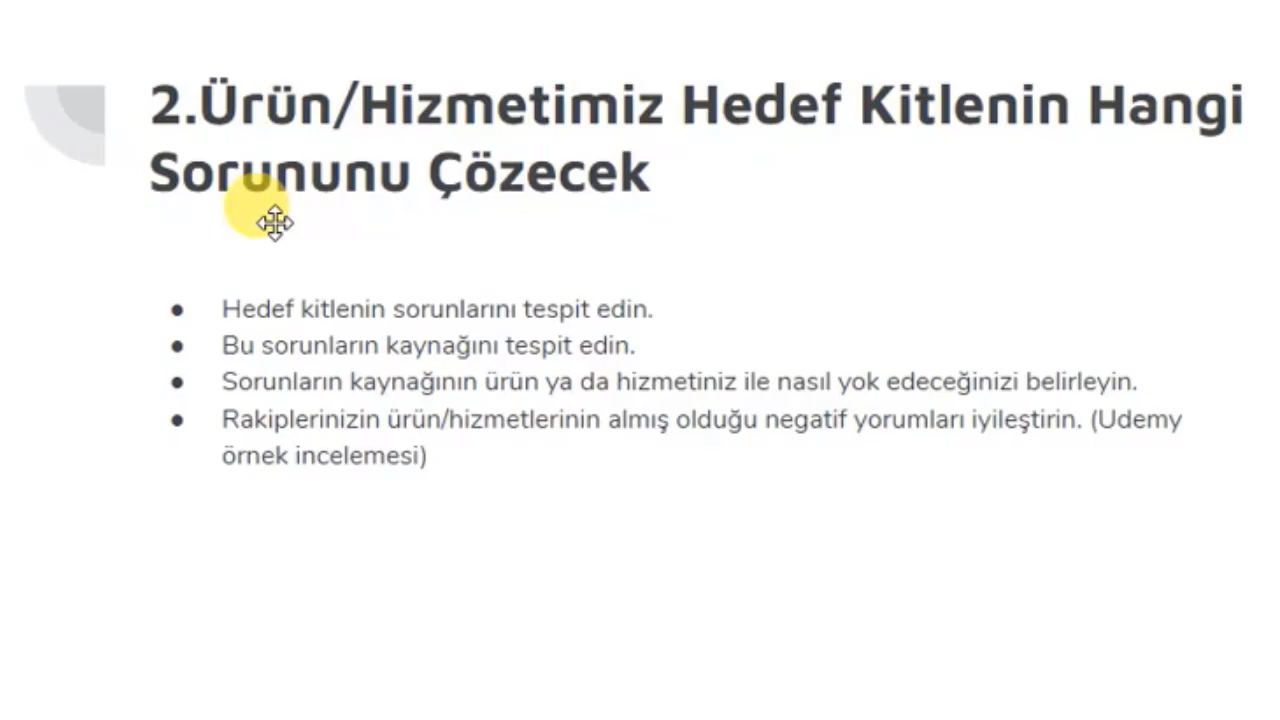 2.Ürün/Hizmetimiz Hedef Kitlenin Hangi
Sorununu Çözecek
● Hedef kitlenin sorunlarını tespit edin.
● Bu sorunların kaynağını tespit edin.
● Sorunların kaynağının ürün ya da hizmetiniz ile nasıl yok edeceğinizi belirleyin.
● Rakiplerinizin ürün/hizmetlerinin almış olduğu negatif yorumları iyileştirin. (Udemy
örnek incelemesi)